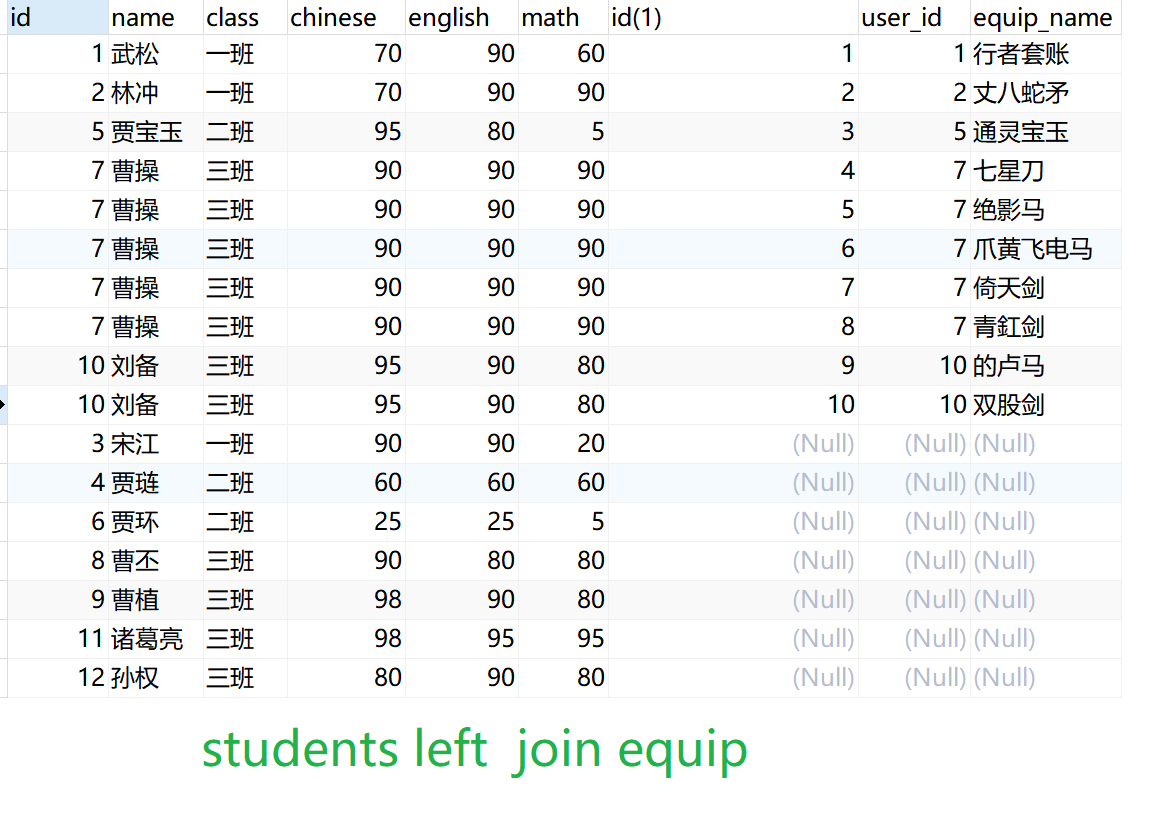 id name class chinese english math id(1) user_id equip_name
1 武松 一班 70 90 60 1 1 行者套账
2 林冲 一班 70 90 90 2 2 丈八蛇矛
5 贾宝玉 二班 95 80 5 3 5 通灵宝玉
7 曹操 三班 90 90 90 4 7 七星刀
7 曹操 三班 90 90 90 5 7 绝影马
7 曹操 三班 90 90 90 6 7 爪黄飞电马
7 曹操 三班 90 90 90 7 7 倚天剑
7 曹操 三班 90 90 90 8 7 青釭剑
10 刘备 三班 95 90 80 9 10 的卢马
10 刘备 三班 95 90 80 10 10 双股剑
3 宋江 一班 90 90 20 (Null) (Null) (Null)
4 贾琏 二班 60 60 60 (Null) (Null) (Null)
6 贾环 二班 25 25 5 (Null) (Null) (Null)
8 曹丕 三班 90 80 80 (Null) (Null) (Null)
9 曹植 三班 98 90 80 (Null) (Null) (Null)
11 诸葛亮 三班 98 95 95 (Null) (Null) (Null)
12 孙权 三班 80 90 80 (Null) (Null) (Null)
students left join equip